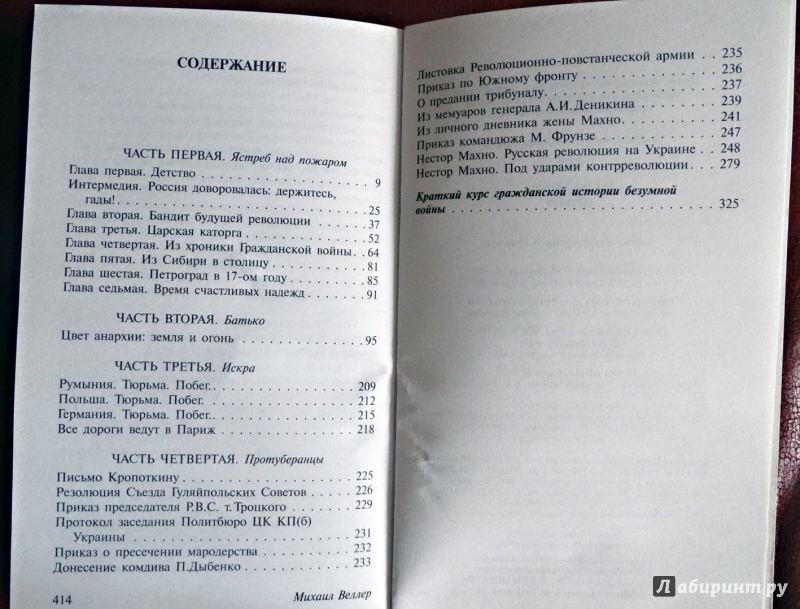 СОДЕРЖАНИЕ
ЧАСТЬ ПЕРВАЯ. Ястреб над пожаром
Глава первая. Детство . . . . . . . . . . . . . . . . . . . . 9
Интермедия. Россия доворовалась: держитесь,
гады! . . . . . . . . . . . . . . . . . . . . . . . . . . . . 25
Глава вторая. Бандит будущей революции . . . . . . 37
Глава третья. Царская каторга . . . . . . . . . . . . . 52
Глава четвертая. Из хроники Гражданской войны. . 64
Глава пятая. Из Сибири в столицу . . . . . . . . . . . 81
Глава шестая. Петроград в 17-ом году . . . . . . . . 85
Глава седьмая. Время счастливых надежд . . . . . . 91
ЧАСТЬ ВТОРАЯ. Батько
Цвет анархии: земля и огонь . . . . . . . . . . . . . . 95
ЧАСТЬ ТРЕТЬЯ. Искра
Румыния. Тюрьма. Побег. . . . . . . . . . . . . . . . . 209
Польша. Тюрьма. Побег. . . . . . . . . . . . . . . . . 212
Германия. Тюрьма. Побег. . . . . . . . . . . . . . . . 215
Все дороги ведут в Париж . . . . . . . . . . . . . . . 218
ЧАСТЬ ЧЕТВЕРТАЯ. Протуберанцы
Письмо Кропоткину . . . . . . . . . . . . . . . . . . . 225
Резолюция Съезда Гуляйпольских Советов . . . . . 226
Приказ председателя Р.В.С. т. Троцкого . . . . . . . 229
Протокол заседания Политбюро ЦК КП(б)
Украины . . . . . . . . . . . . . . . . . . . . . . . . . 231
Приказ о пресечении мародерства . . . . . . . . . . 232
Донесение комдива П.Дыбенко . . . . . . . . . . . . 233
414
Михаил Веллер
Листовка Революционно-повстанческой армии . . 235
Приказ по Южному фронту . . . . . . . . . . . . . . 236
О предании трибуналу. . . . . . . . . . . . . . . . . . 237
Из мемуаров генерала А.И.Деникина . . . . . . . . 239
Из личного дневника жены Махно. . . . . . . . . . . 241
Приказ командюжа М. Фрунзе . . . . . . . . . . . . . 247
Нестор Махно. Русская революция на Украине . . 248
Нестор Махно. Под ударами контрреволюции. . . . 279
Краткий курс гражданской истории безумной
войны . . . . . . . . . . . . . . . . . . . . . . . . . . . 325
Лабиринт.ру